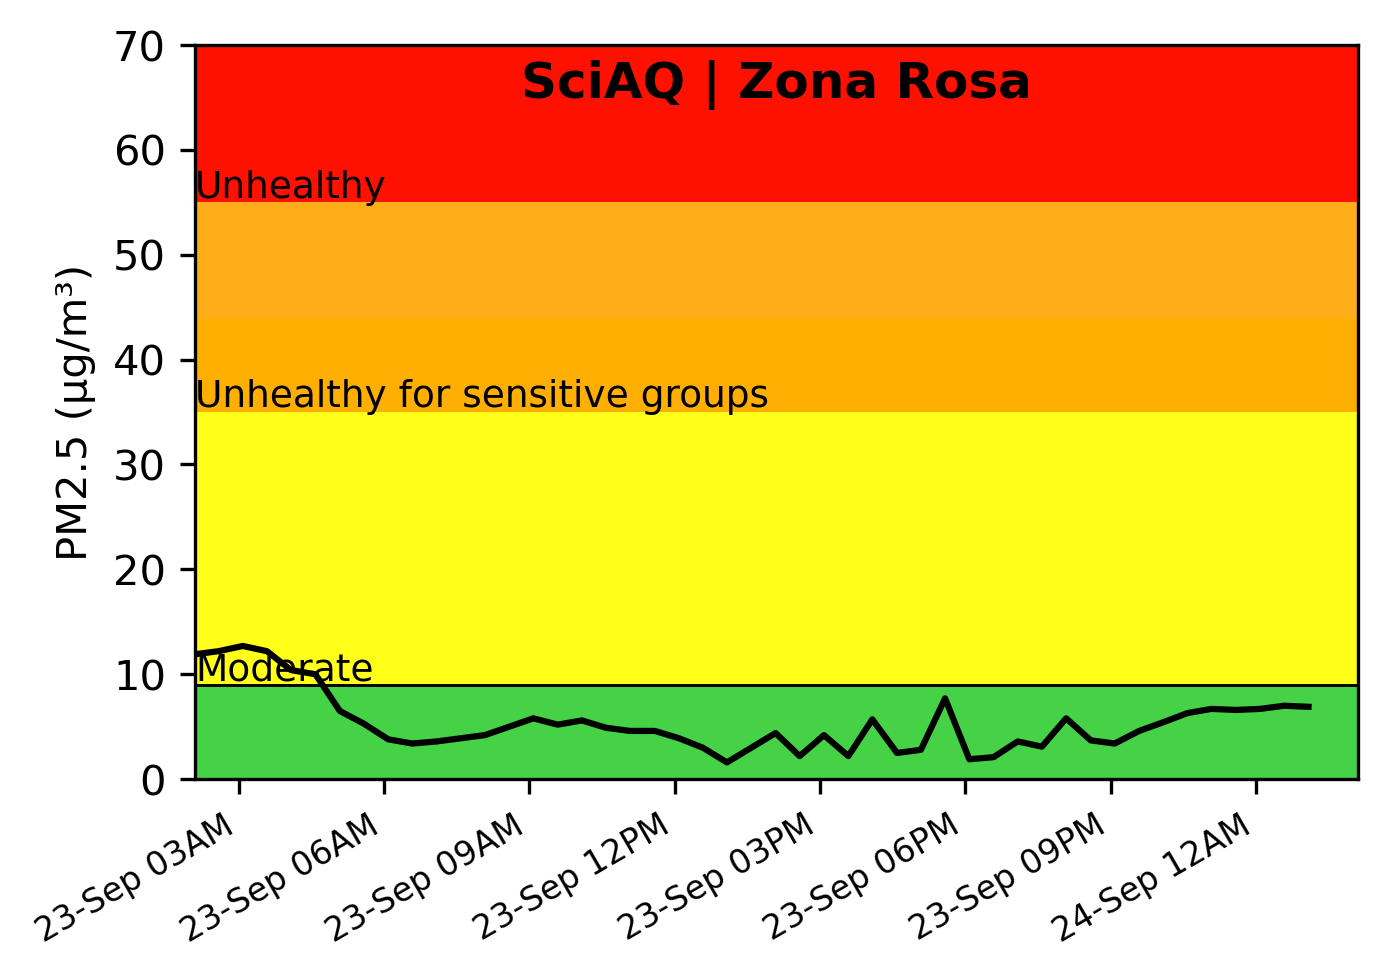 SciAQ | Zona Rosa
PM2.5 (µg/m³)
70
60
50
40
30
20
10
0
Unhealthy
Unhealthy for sensitive groups
Moderate
23-Sep 03AM
23-Sep 06AM
23-Sep 09AM
23-Sep 12PM
23-Sep 03PM
23-Sep 06PM
23-Sep 09PM
24-Sep 12AM